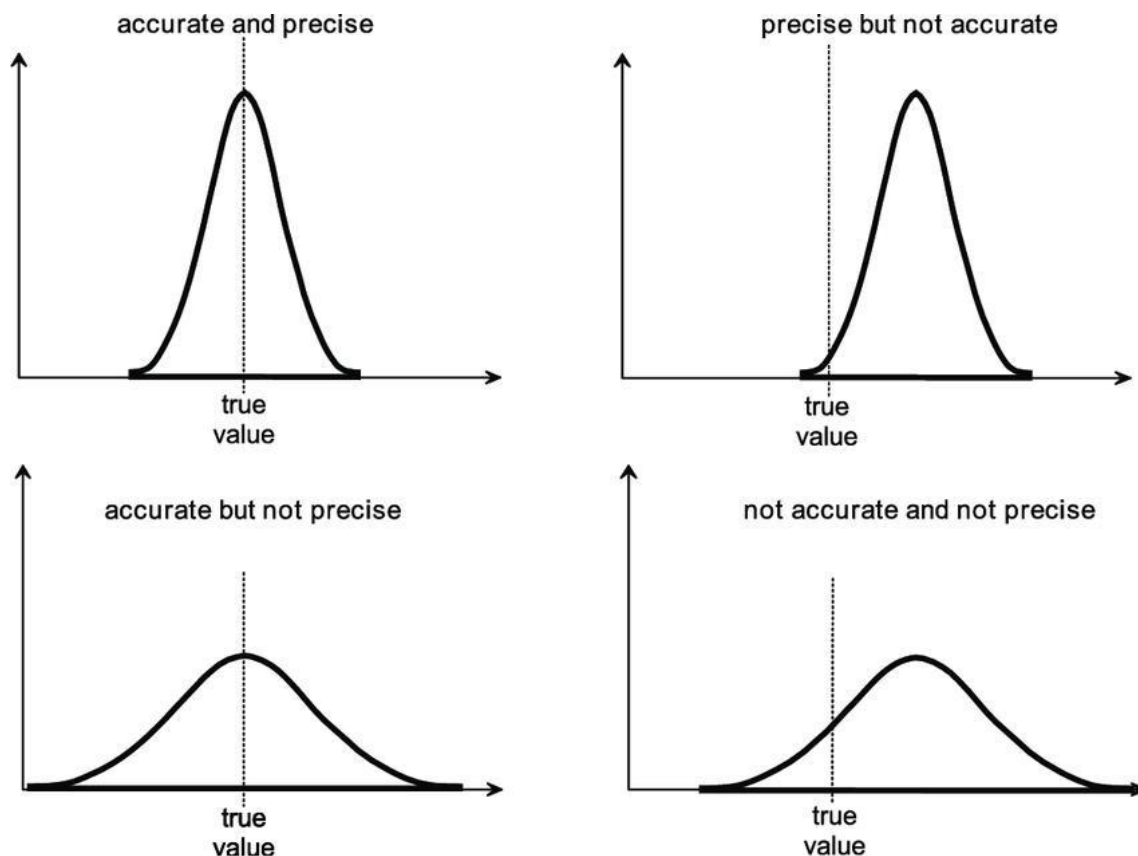 accurate and precise
precise but not accurate
true
value
true
value
accurate but not precise
not accurate and not precise
true
value
true
value